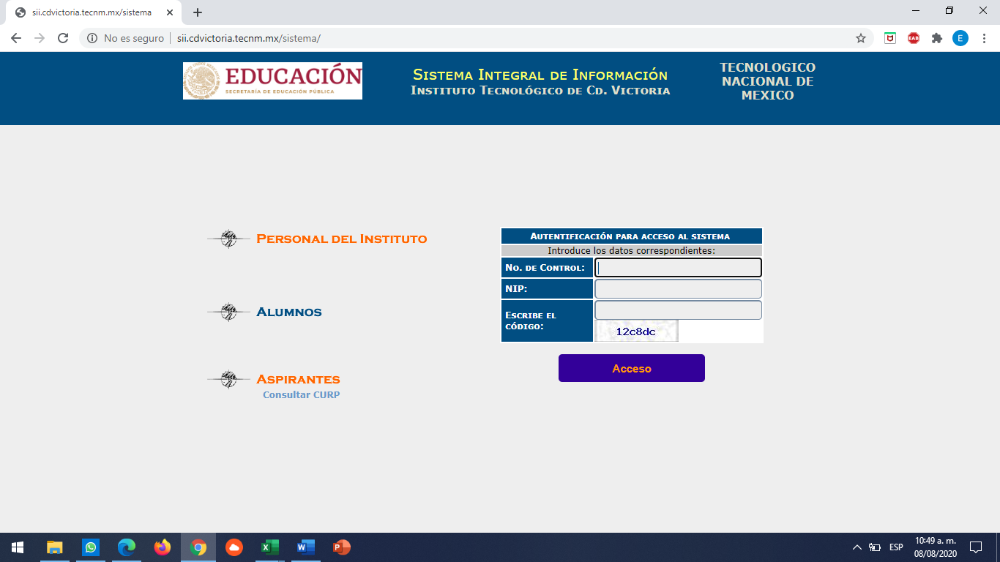 sii.cdvictoria.tecnm.mx/sistema
No es seguro
sii.cdvictoria.tecnm.mx/sistema/
EAB
E
EDUCACIÓN
SECRETARÍA DE EDUCACIÓN PÚBLICA
SISTEMA INTEGRAL DE INFORMACIÓN
INSTITUTO TECNOLÓGICO DE CD. VICTORIA
TECNOLOGICO
NACIONAL DE
MEXICO
PERSONAL DEL INSTITUTO
ALUMNOS
ASPIRANTES
Consultar CURP
AUTENTIFICACIÓN PARA ACCESO AL SISTEMA
Introduce los datos correspondientes:
NO. DE CONTROL:
NIP:
ESCRIBE EL
CÓDIGO:
12c8dc
Acceso
ESP
10:49 a. m.
08/08/2020